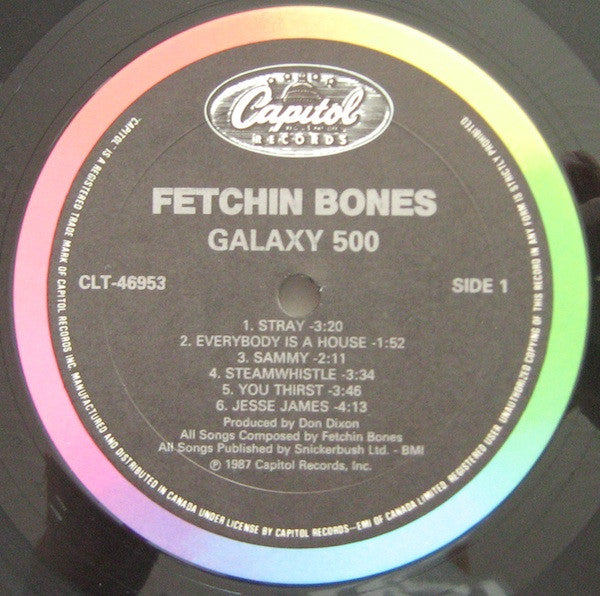 Capitol
RECORDS
FETCHIN BONES
GALAXY 500
CLT-46953
SIDE 1
1. STRAY -3:20
2. EVERYBODY IS A HOUSE -1:52
3. SAMMY -2:11
4. STEAMWHISTLE -3:34
5. YOU THIRST -3:46
6. JESSE JAMES -4:13
Produced by Don Dixon
All Songs Composed by Fetchin Bones
All Songs Published by Snickerbush Ltd. - BMI
℗ 1987 Capitol Records, Inc.
"CAPITOL" IS A REGISTERED TRADE MARK OF CAPITOL RECORDS INC. MANUFACTURED AND DISTRIBUTED IN CANADA UNDER LICENSE BY CAPITOL RECORDS—EMI OF CANADA LIMITED REGISTERED USER. UNAUTHORIZED COPYING OF THIS RECORD IN ANY FORM IS STRICTLY PROHIBITED